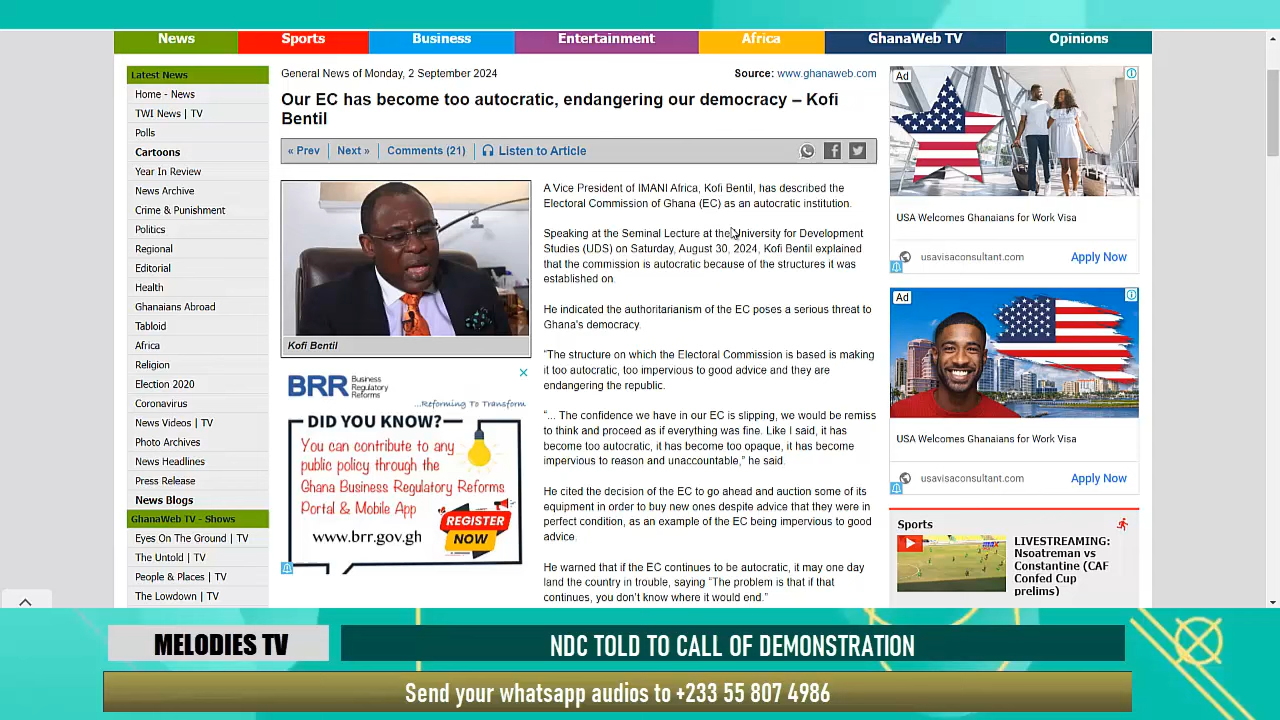 News
Sports
Business
Entertainment
Africa
GhanaWeb TV
Opinions
Latest News
Home - News
TWI News | TV
Polls
Cartoons
Year In Review
News Archive
Crime & Punishment
Politics
Regional
Editorial
Health
Ghanaians Abroad
Tabloid
Africa
Religion
Election 2020
Coronavirus
News Videos | TV
Photo Archives
News Headlines
Press Release
News Blogs
GhanaWeb TV - Shows
Eyes On The Ground | TV
The Untold | TV
People & Places | TV
The Lowdown | TV
General News of Monday, 2 September 2024
Source: www.ghanaweb.com
Our EC has become too autocratic, endangering our democracy – Kofi
Bentil
« Prev
Next »
Comments (21)
Listen to Article
Kofi Bentil
A Vice President of IMANI Africa, Kofi Bentil, has described the
Electoral Commission of Ghana (EC) as an autocratic institution.
Speaking at the Seminal Lecture at the University for Development
Studies (UDS) on Saturday, August 30, 2024, Kofi Bentil explained
that the commission is autocratic because of the structures it was
established on.
He indicated the authoritarianism of the EC poses a serious threat to
Ghana's democracy.
“The structure on which the Electoral Commission is based is making
it too autocratic, too impervious to good advice and they are
endangering the republic.
“... The confidence we have in our EC is slipping, we would be remiss
to think and proceed as if everything was fine. Like I said, it has
become too autocratic, it has become too opaque, it has become
impervious to reason and unaccountable,” he said.
He cited the decision of the EC to go ahead and auction some of its
equipment in order to buy new ones despite advice that they were in
perfect condition, as an example of the EC being impervious to good
advice.
He warned that if the EC continues to be autocratic, it may one day
land the country in trouble, saying “The problem is that if that
continues, you don't know where it would end.”
BRR Business
Regulatory
Reforms
...Reforming To Transform
DID YOU KNOW?
You can contribute to any
public policy through the
Ghana Business Regulatory Reforms
Portal & Mobile App
REGISTER
NOW
www.brr.gov.gh
Ad
USA Welcomes Ghanaians for Work Visa
usavisaconsultant.com
Apply Now
Ad
USA Welcomes Ghanaians for Work Visa
usavisaconsultant.com
Apply Now
Sports
LIVESTREAMING:
Nsoatreman vs
Constantine (CAF
Confed Cup
prelims)
MELODIES TV
NDC TOLD TO CALL OF DEMONSTRATION
Send your whatsapp audios to +233 55 807 4986